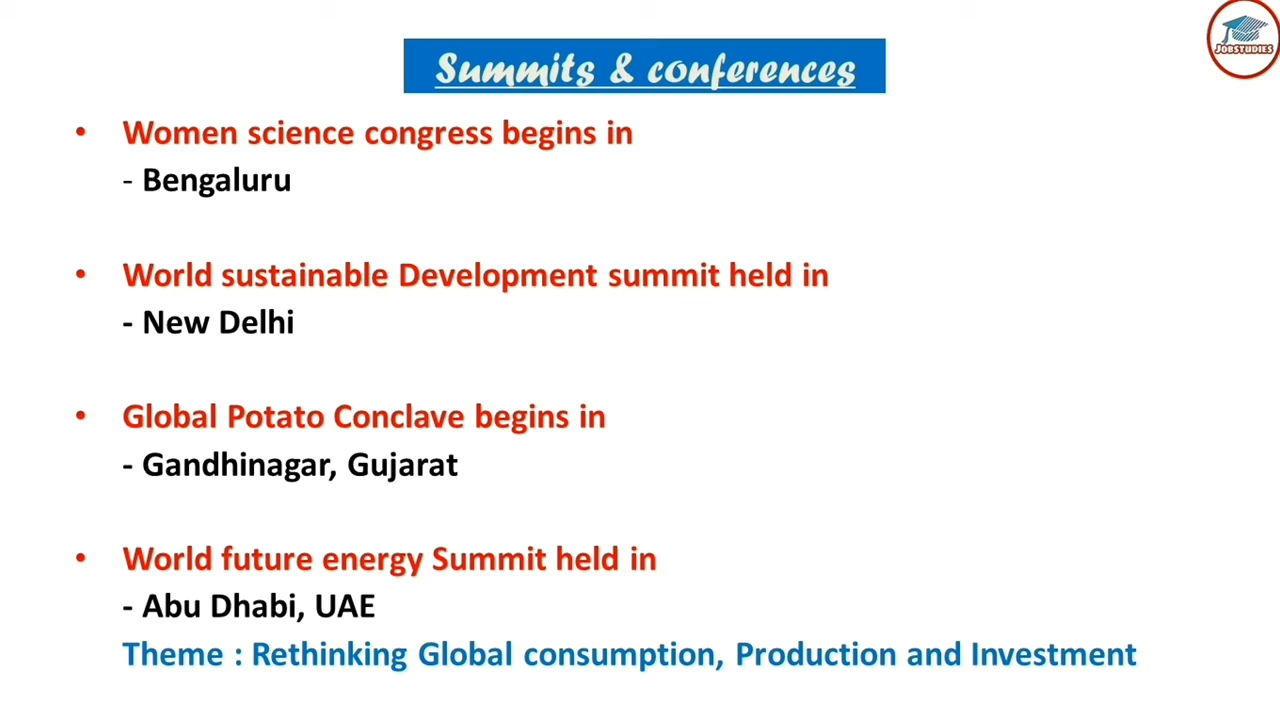 JOBSTUDIES
Summits & conferences
• Women science congress begins in
- Bengaluru
• World sustainable Development summit held in
- New Delhi
• Global Potato Conclave begins in
- Gandhinagar, Gujarat
• World future energy Summit held in
- Abu Dhabi, UAE
Theme : Rethinking Global consumption, Production and Investment